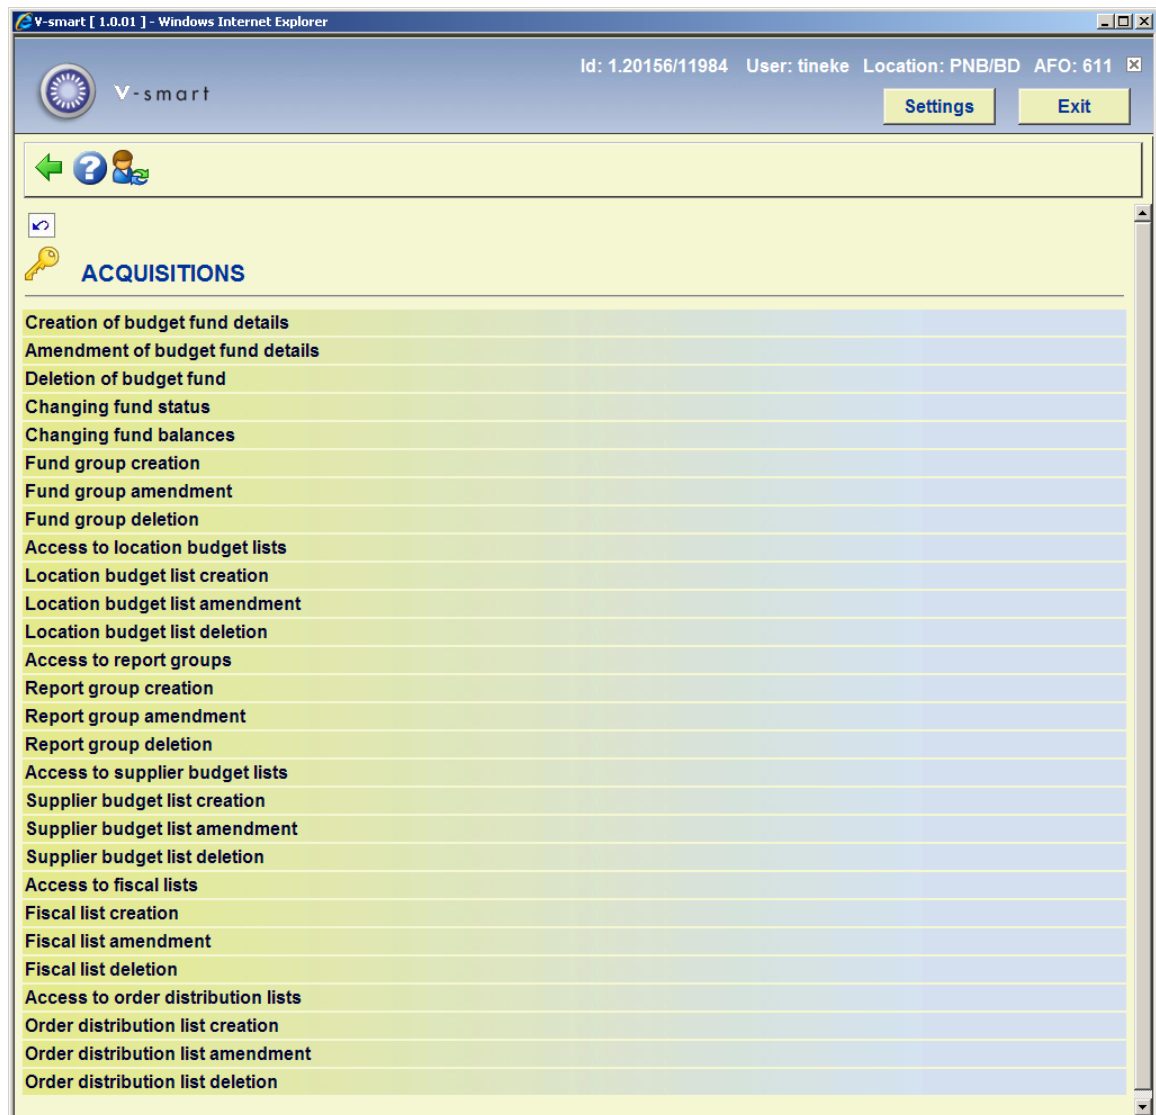 V-smart [ 1.0.01 ] - Windows Internet Explorer
Id: 1.20156/11984 User: tineke Location: PNB/BD AFO: 611
V-smart
Settings Exit
ACQUISITIONS
Creation of budget fund details
Amendment of budget fund details
Deletion of budget fund
Changing fund status
Changing fund balances
Fund group creation
Fund group amendment
Fund group deletion
Access to location budget lists
Location budget list creation
Location budget list amendment
Location budget list deletion
Access to report groups
Report group creation
Report group amendment
Report group deletion
Access to supplier budget lists
Supplier budget list creation
Supplier budget list amendment
Supplier budget list deletion
Access to fiscal lists
Fiscal list creation
Fiscal list amendment
Fiscal list deletion
Access to order distribution lists
Order distribution list creation
Order distribution list amendment
Order distribution list deletion